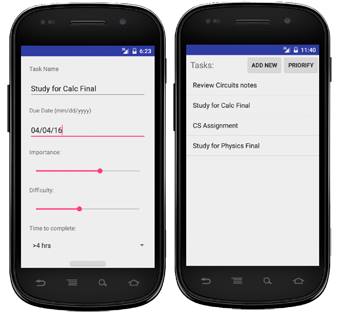 6:23
Task Name
Study for Calc Final
Due Date (mm/dd/yyyy)
04/04/16
Importance:
Difficulty:
Time to complete:
>4 hrs
11:40
Tasks:
ADD NEW
PRIORIFY
Review Circuits notes
Study for Calc Final
CS Assignment
Study for Physics Final